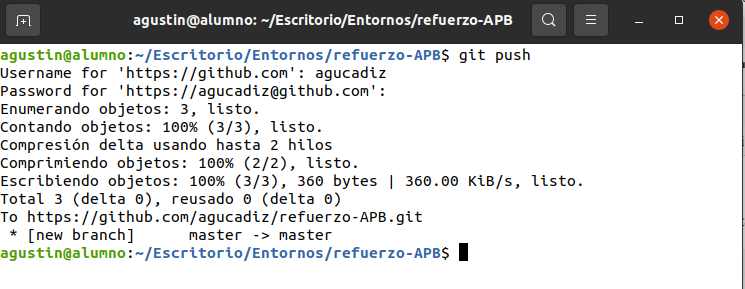 agustin@alumno: ~/Escritorio/Entornos/refuerzo-APB
agustin@alumno:~/Escritorio/Entornos/refuerzo-APB$ git push
Username for 'https://github.com': agucadiz
Password for 'https://agucadiz@github.com':
Enumerando objetos: 3, listo.
Contando objetos: 100% (3/3), listo.
Compresión delta usando hasta 2 hilos
Comprimiendo objetos: 100% (2/2), listo.
Escribiendo objetos: 100% (3/3), 360 bytes | 360.00 KiB/s, listo.
Total 3 (delta 0), reusado 0 (delta 0)
To https://github.com/agucadiz/refuerzo-APB.git
 * [new branch]      master -> master
agustin@alumno:~/Escritorio/Entornos/refuerzo-APB$